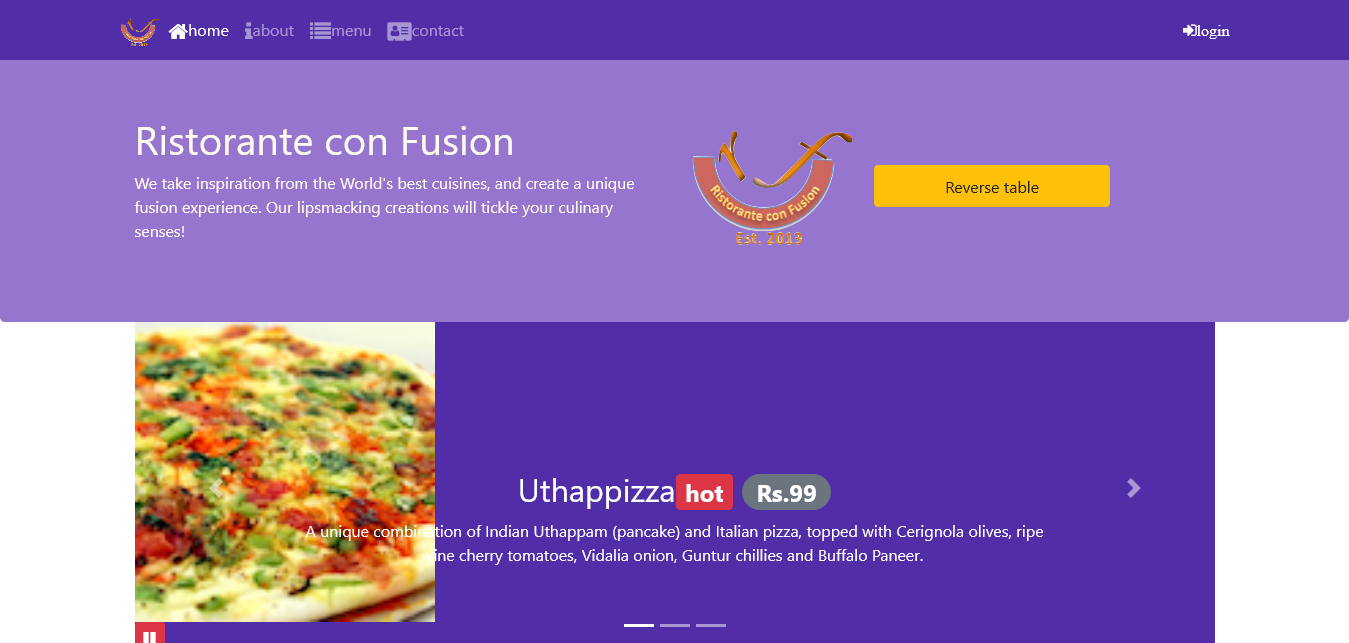 home about menu contact login
Ristorante con Fusion
We take inspiration from the World's best cuisines, and create a unique
fusion experience. Our lipsmacking creations will tickle your culinary
senses!
Ristorante con Fusion
Est. 2013
Reverse table
Uthappizza hot Rs.99
A unique combination of Indian Uthappam (pancake) and Italian pizza, topped with Cerignola olives, ripe
vine cherry tomatoes, Vidalia onion, Guntur chillies and Buffalo Paneer.